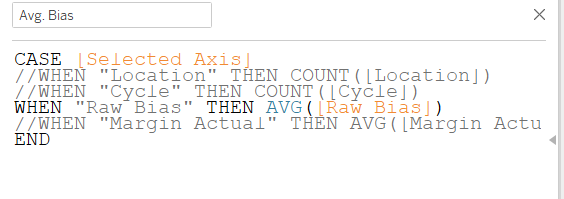 Avg. Bias
CASE [Selected Axis]
//WHEN "Location" THEN COUNT([Location])
//WHEN "Cycle" THEN COUNT([Cycle])
WHEN "Raw Bias" THEN AVG([Raw Bias])
//WHEN "Margin Actual" THEN AVG([Margin Actu
END